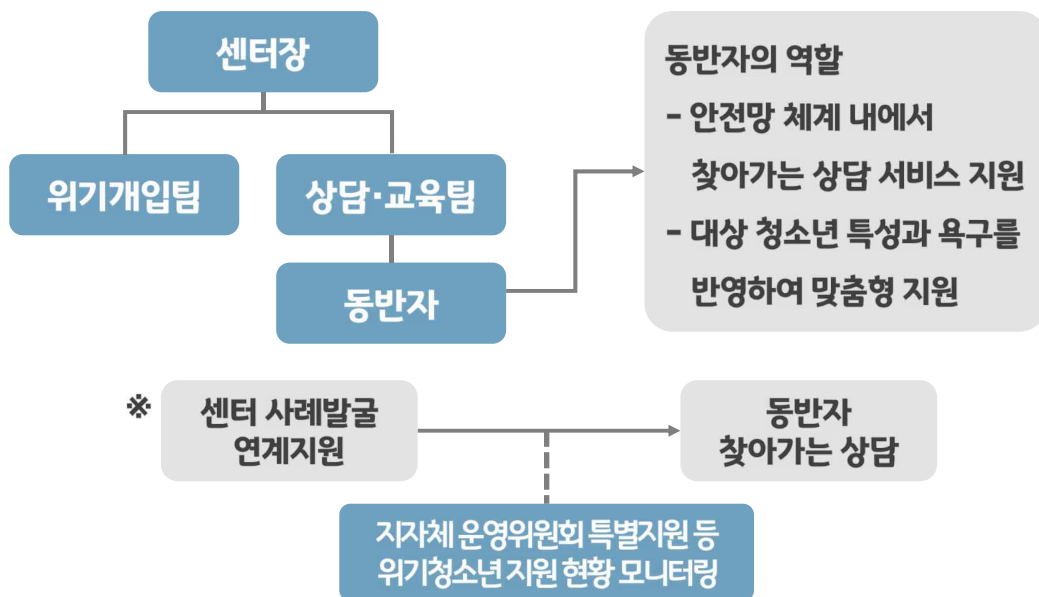 센터장
위기개입팀
상담·교육팀
동반자
동반자의 역할
- 안전망 체계 내에서
찾아가는 상담 서비스 지원
- 대상 청소년 특성과 욕구를
반영하여 맞춤형 지원
※
센터 사례발굴
연계지원
동반자
찾아가는 상담
지자체 운영위원회 특별지원 등
위기청소년 지원 현황 모니터링